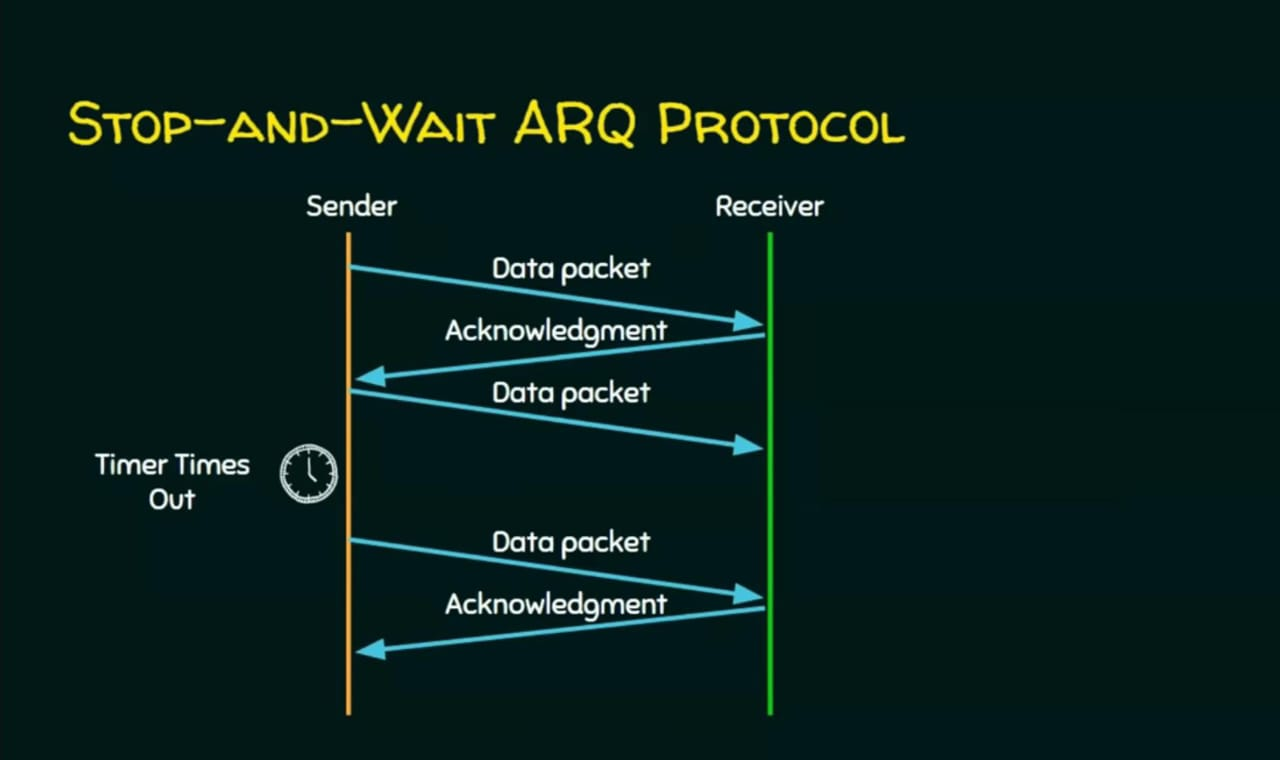 Stop-and-Wait ARQ Protocol
Sender
Receiver
Data packet
Acknowledgment
Data packet
Timer Times
Out
Data packet
Acknowledgment